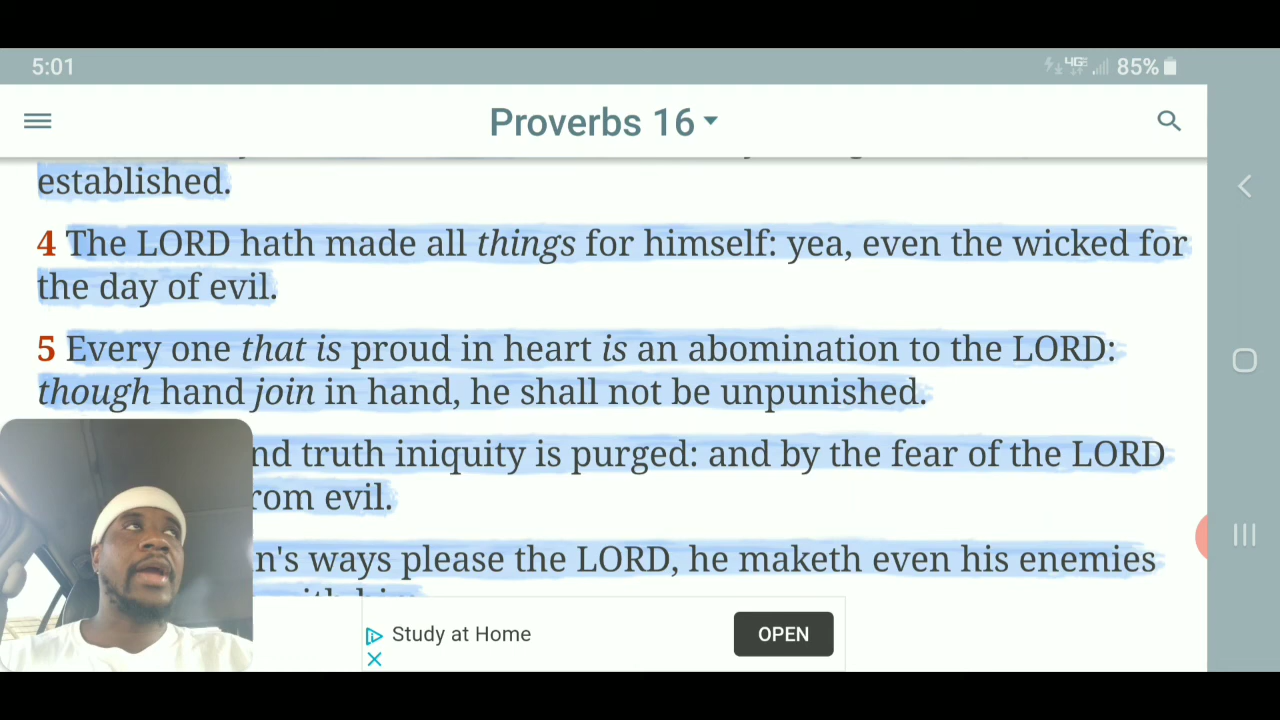 5:01
4G
85%
Proverbs 16
established.
4 The LORD hath made all things for himself: yea, even the wicked for
the day of evil.
5 Every one that is proud in heart is an abomination to the LORD:
though hand join in hand, he shall not be unpunished.
nd truth iniquity is purged: and by the fear of the LORD
rom evil.
n's ways please the LORD, he maketh even his enemies
Study at Home
OPEN